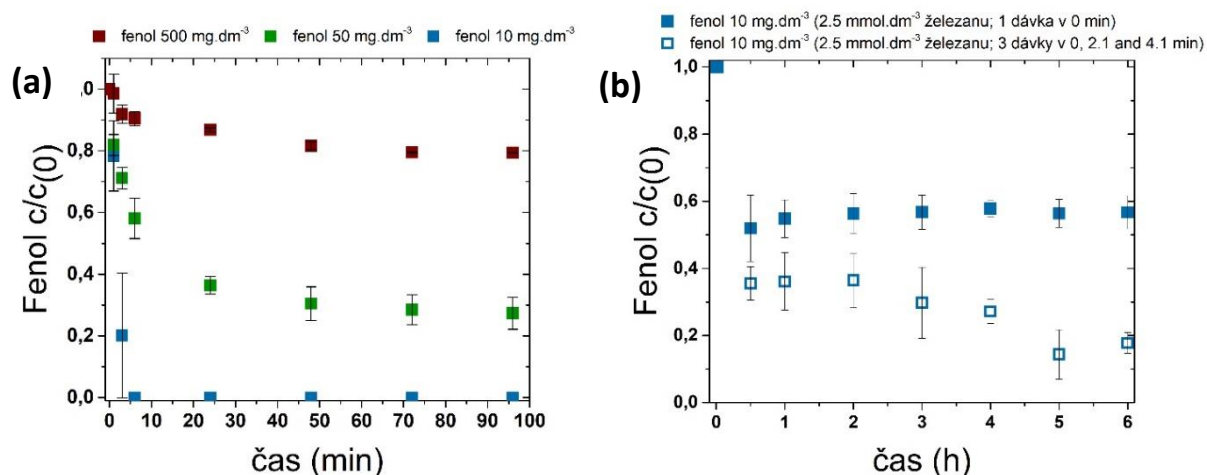 fenol 500 mg.dm⁻³ fenol 50 mg.dm⁻³ fenol 10 mg.dm⁻³
(a)
,0
0,8
0,6
0,4
0,2
0,0
Fenol c/c(0)
0 10 20 30 40 50 60 70 80 90 100
čas (min)
fenol 10 mg.dm⁻³ (2.5 mmol.dm⁻³ železanu; 1 dávka v 0 min)
fenol 10 mg.dm⁻³ (2.5 mmol.dm⁻³ železanu; 3 dávky v 0, 2.1 and 4.1 min)
(b)
1,0
0,8
0,6
0,4
0,2
0,0
Fenol c/c(0)
0 1 2 3 4 5 6
čas (h)